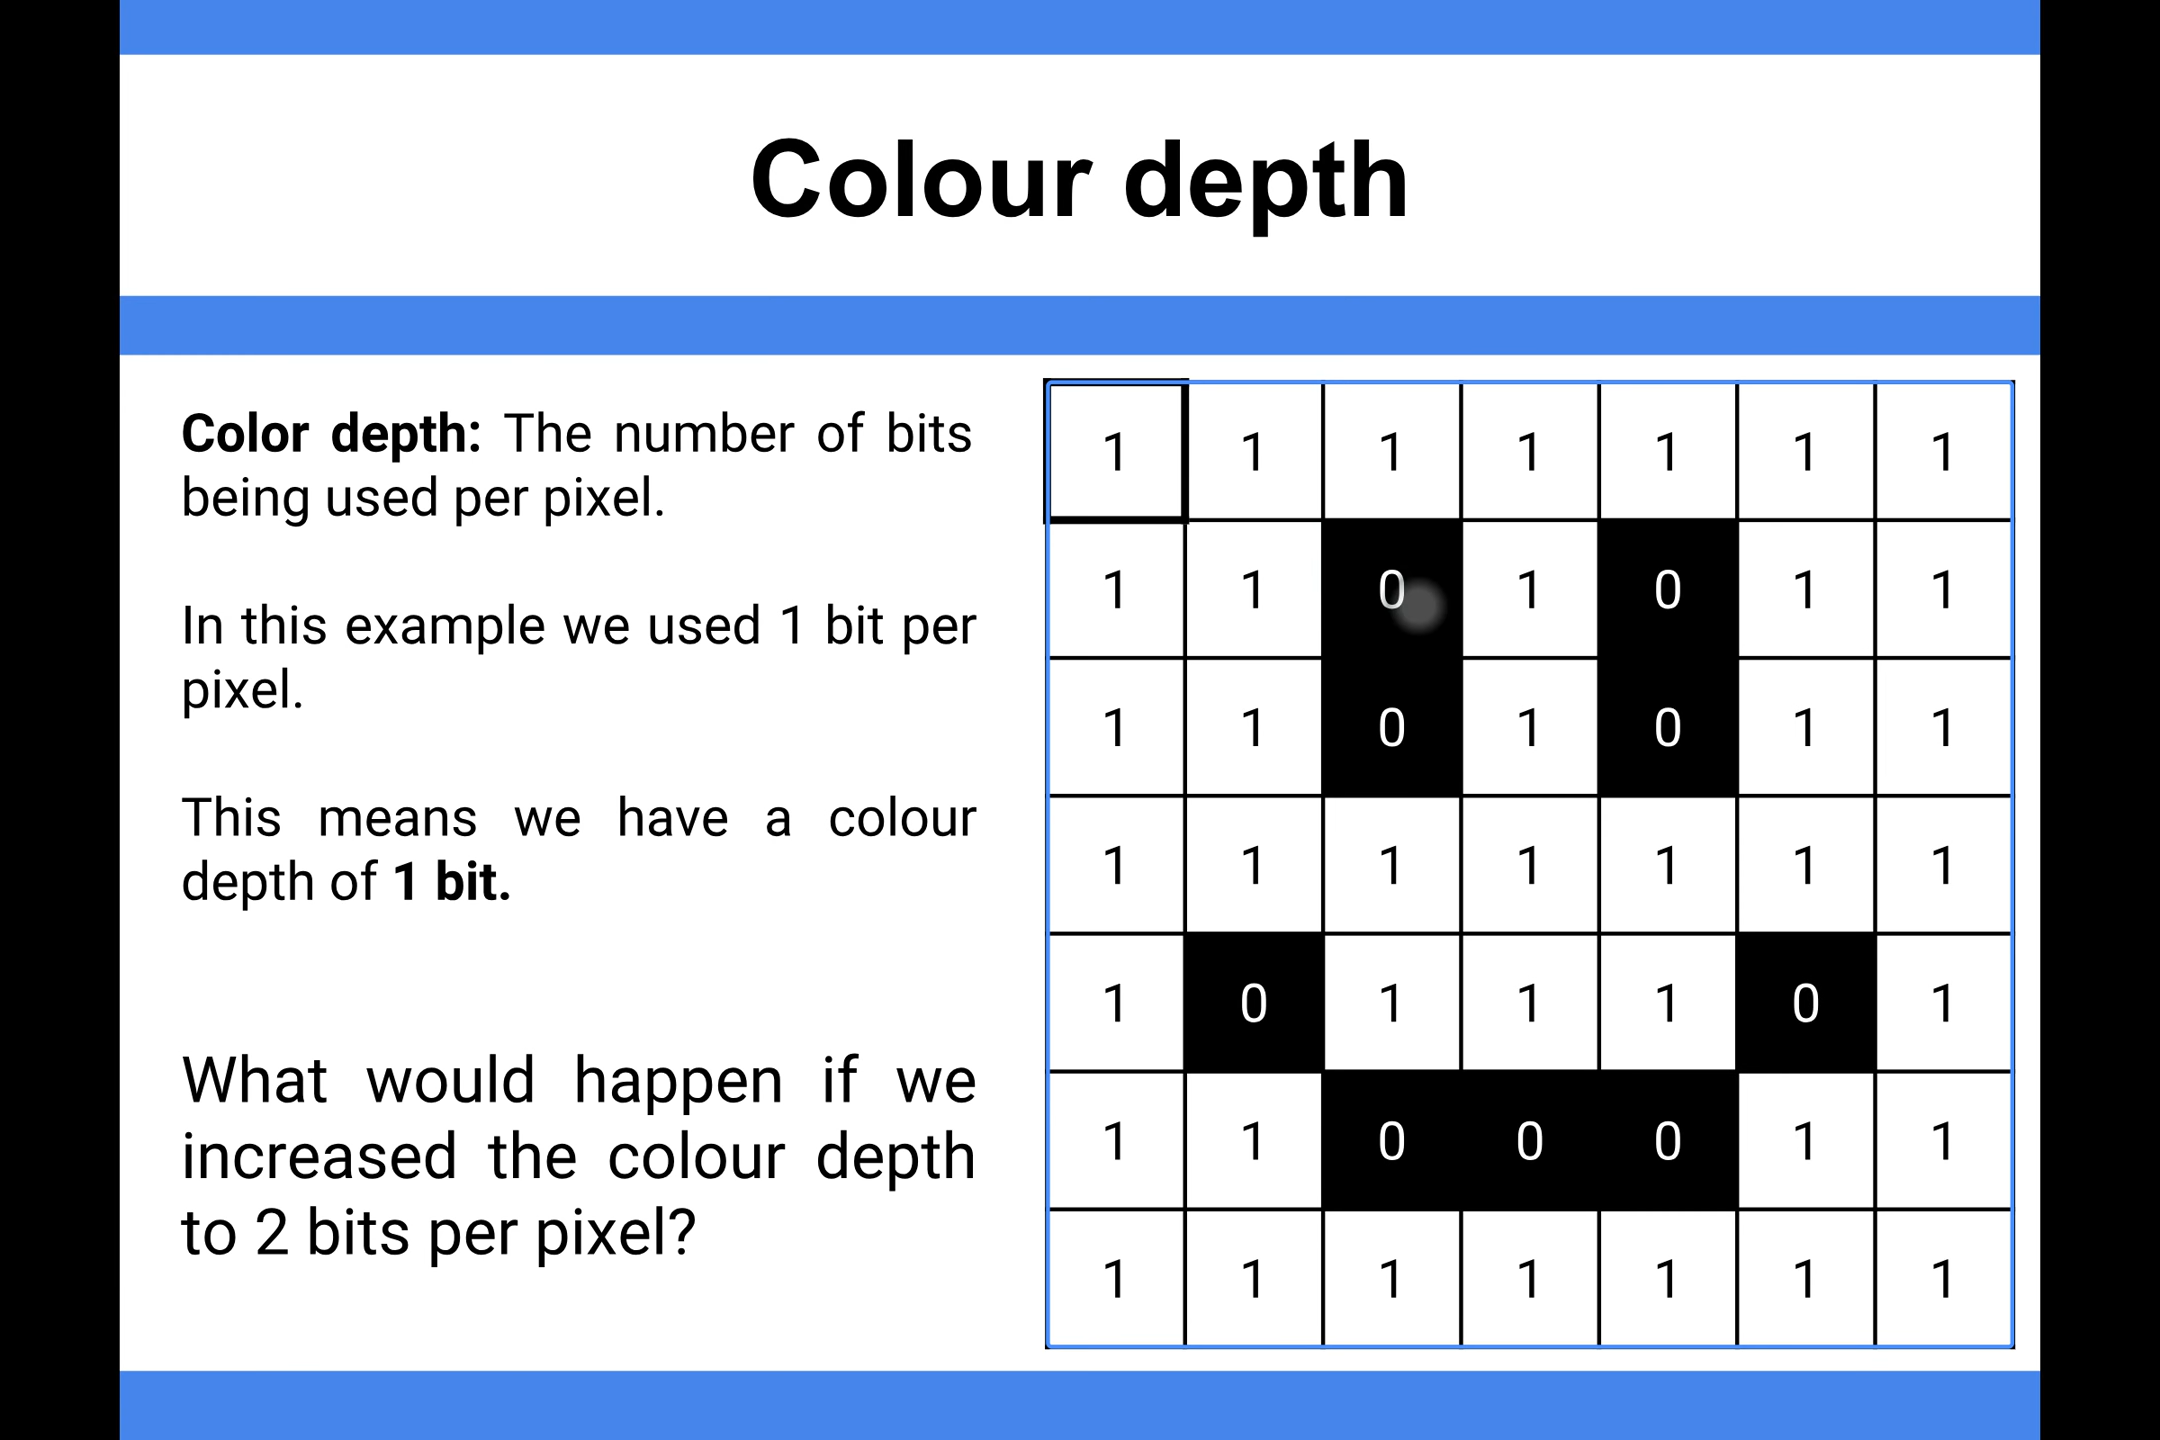 Colour depth
Color depth: The number of bits
being used per pixel.
In this example we used 1 bit per
pixel.
This means we have a colour
depth of 1 bit.
What would happen if we
increased the colour depth
to 2 bits per pixel?
1 1 1 1 1 1 1
1 1 0 1 0 1 1
1 1 0 1 0 1 1
1 1 1 1 1 1 1
1 0 1 1 1 0 1
1 1 0 0 0 1 1
1 1 1 1 1 1 1